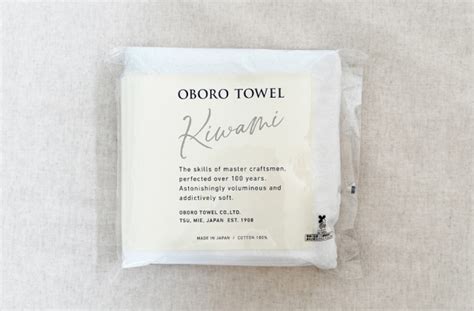 OBORO TOWEL
Kiwami
The skills of master craftsmen,
perfected over 100 years.
Astonishingly voluminous and
addictively soft.
OBORO TOWEL CO.,LTD.
TSU, MIE, JAPAN  EST. 1908
MADE IN JAPAN / COTTON 100%